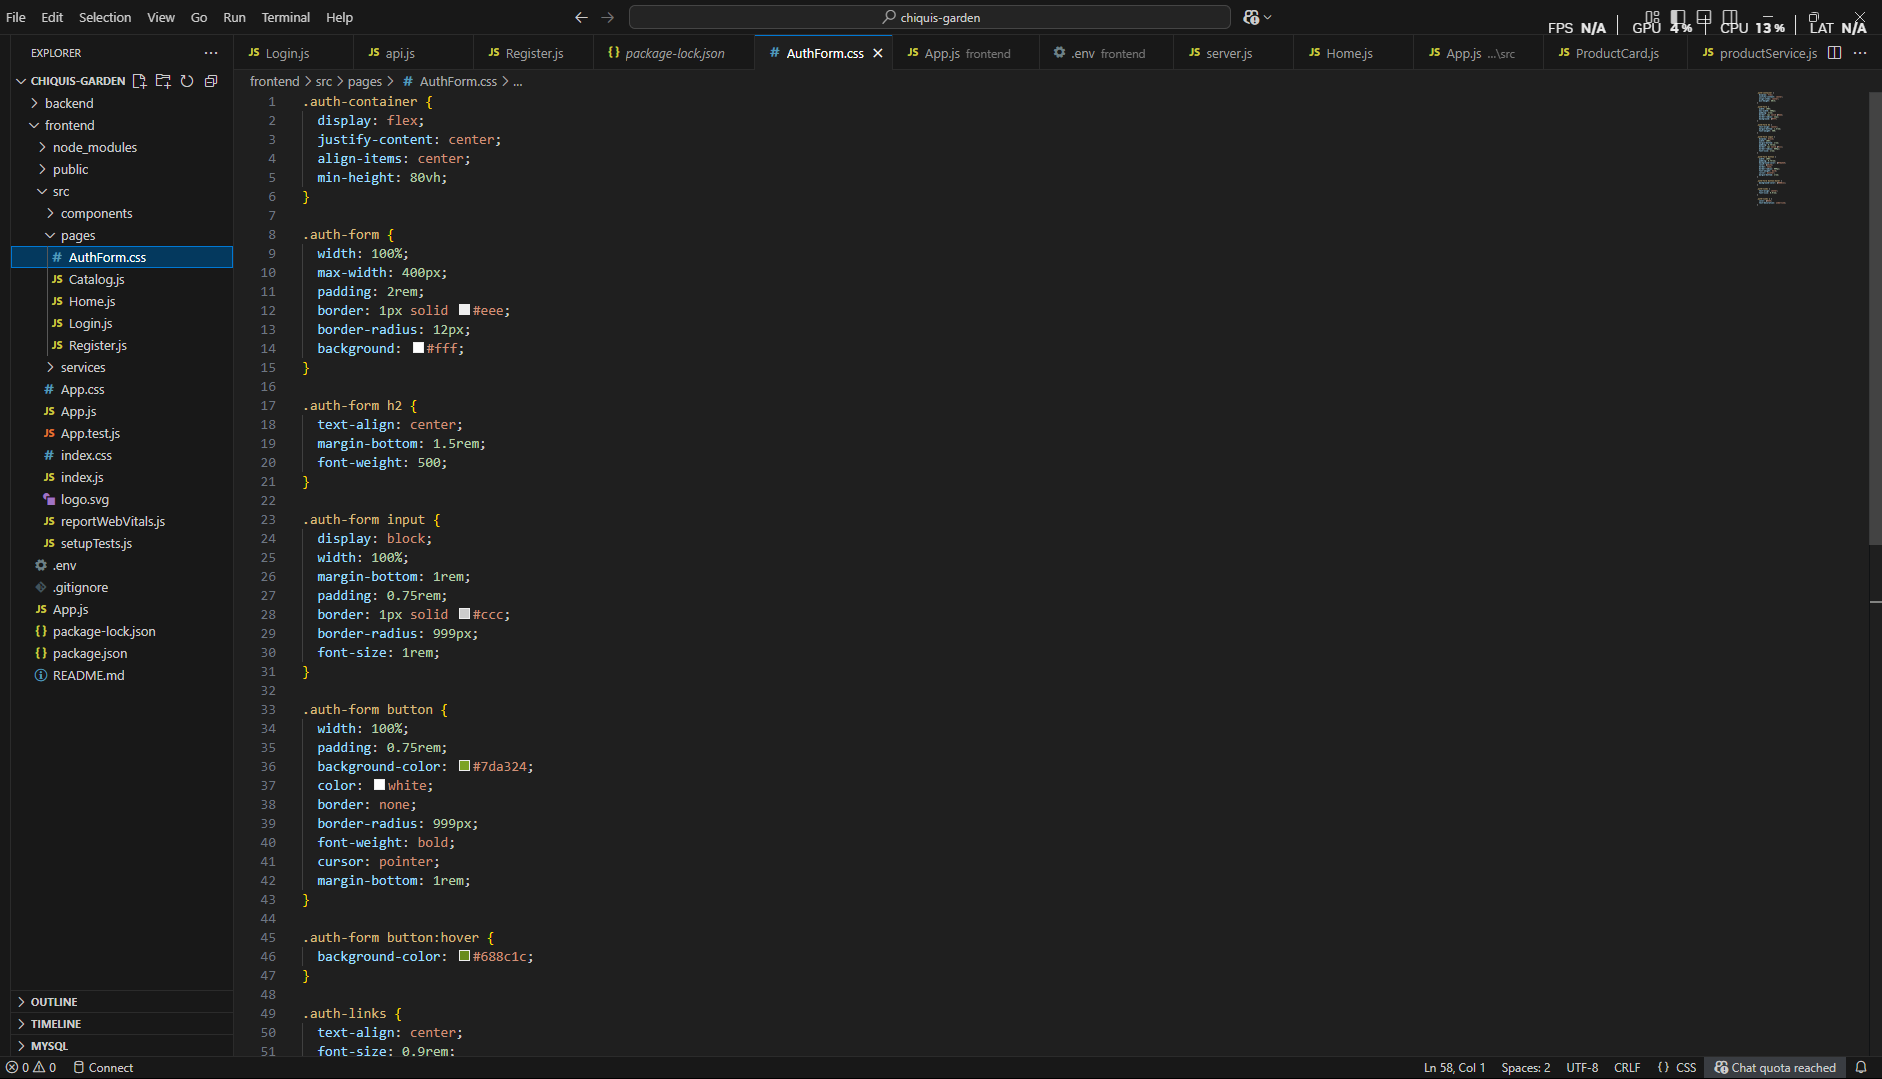 File Edit Selection View Go Run Terminal Help
chiquis-garden
FPS N/A GPU 4% CPU 13% LAT N/A
EXPLORER
Login.js
api.js
Register.js
package-lock.json
AuthForm.css
App.js frontend
.env frontend
server.js
Home.js
App.js ...\src
ProductCard.js
productService.js
CHIQUIS-GARDEN
backend
frontend
node_modules
public
src
components
pages
AuthForm.css
Catalog.js
Home.js
Login.js
Register.js
services
App.css
App.js
App.test.js
index.css
index.js
logo.svg
reportWebVitals.js
setupTests.js
.env
.gitignore
App.js
package-lock.json
package.json
README.md
OUTLINE
TIMELINE
MYSQL
frontend > src > pages > # AuthForm.css > ...
1 .auth-container {
2 display: flex;
3 justify-content: center;
4 align-items: center;
5 min-height: 80vh;
6 }
7
8 .auth-form {
9 width: 100%;
10 max-width: 400px;
11 padding: 2rem;
12 border: 1px solid #eee;
13 border-radius: 12px;
14 background: #fff;
15 }
16
17 .auth-form h2 {
18 text-align: center;
19 margin-bottom: 1.5rem;
20 font-weight: 500;
21 }
22
23 .auth-form input {
24 display: block;
25 width: 100%;
26 margin-bottom: 1rem;
27 padding: 0.75rem;
28 border: 1px solid #ccc;
29 border-radius: 999px;
30 font-size: 1rem;
31 }
32
33 .auth-form button {
34 width: 100%;
35 padding: 0.75rem;
36 background-color: #7da324;
37 color: white;
38 border: none;
39 border-radius: 999px;
40 font-weight: bold;
41 cursor: pointer;
42 margin-bottom: 1rem;
43 }
44
45 .auth-form button:hover {
46 background-color: #688c1c;
47 }
48
49 .auth-links {
50 text-align: center;
51 font-size: 0.9rem;
0 0 Connect
Ln 58, Col 1 Spaces: 2 UTF-8 CRLF {} CSS Chat quota reached